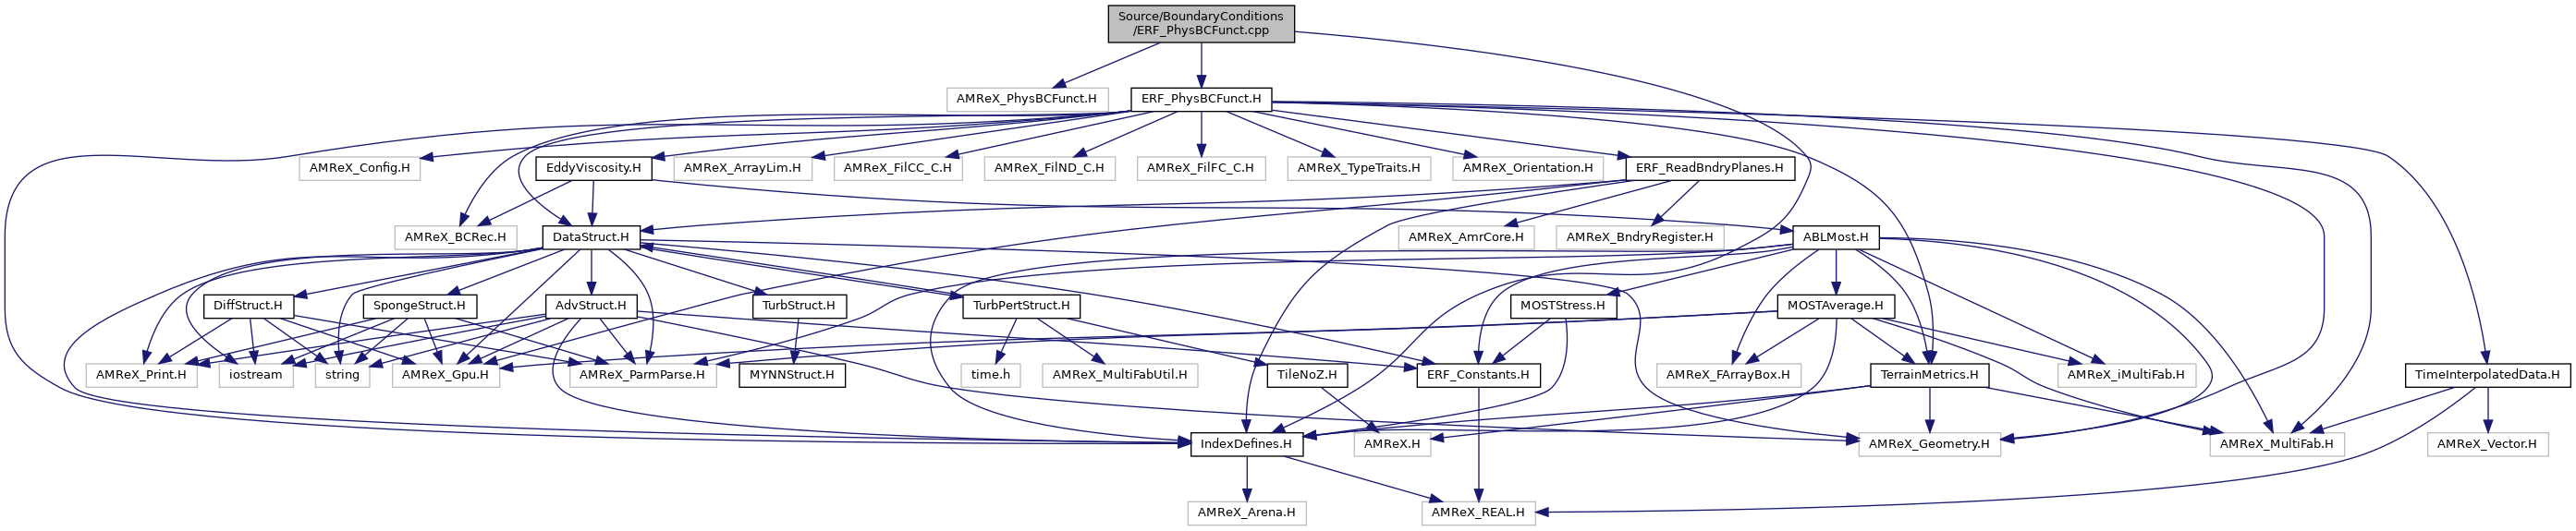 Source/BoundaryConditions
/ERF_PhysBCFunct.cpp
AMReX_PhysBCFunct.H
ERF_PhysBCFunct.H
AMReX_Config.H
EddyViscosity.H
AMReX_ArrayLim.H
AMReX_FilCC_C.H
AMReX_FilND_C.H
AMReX_FilFC_C.H
AMReX_TypeTraits.H
AMReX_Orientation.H
ERF_ReadBndryPlanes.H
AMReX_BCRec.H
DataStruct.H
AMReX_AmrCore.H
AMReX_BndryRegister.H
ABLMost.H
DiffStruct.H
SpongeStruct.H
AdvStruct.H
TurbStruct.H
TurbPertStruct.H
MOSTStress.H
MOSTAverage.H
AMReX_Print.H
iostream
string
AMReX_Gpu.H
AMReX_ParmParse.H
MYNNStruct.H
time.h
AMReX_MultiFabUtil.H
TileNoZ.H
ERF_Constants.H
AMReX_FArrayBox.H
TerrainMetrics.H
AMReX_iMultiFab.H
TimeInterpolatedData.H
IndexDefines.H
AMReX.H
AMReX_Geometry.H
AMReX_MultiFab.H
AMReX_Vector.H
AMReX_Arena.H
AMReX_REAL.H